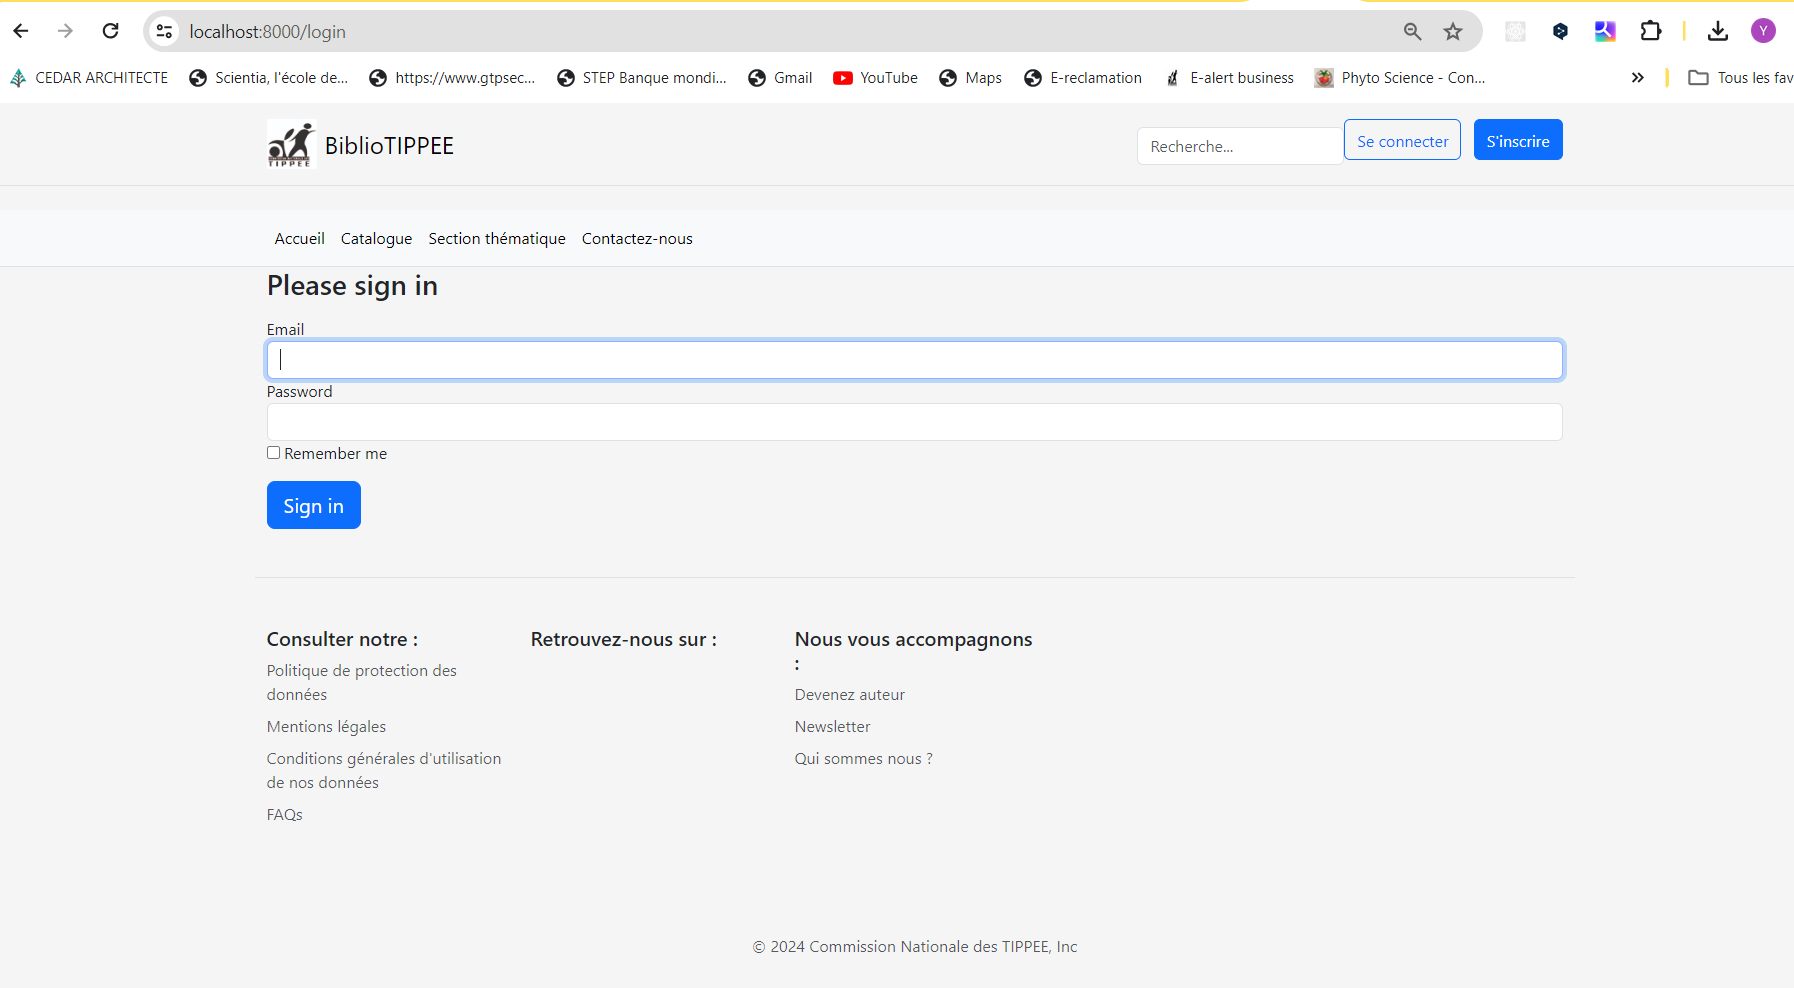 localhost:8000/login
Y
CEDAR ARCHITECTE
Scientia, l'école de...
https://www.gtpsec...
STEP Banque mondi...
Gmail
YouTube
Maps
E-reclamation
E-alert business
Phyto Science - Con...
Tous les fav
TIPPEE
BiblioTIPPEE
Recherche...
Se connecter
S'inscrire
Accueil
Catalogue
Section thématique
Contactez-nous
Please sign in
Email
Password
Remember me
Sign in
Consulter notre :
Politique de protection des
données
Mentions légales
Conditions générales d'utilisation
de nos données
FAQs
Retrouvez-nous sur :
Nous vous accompagnons
:
Devenez auteur
Newsletter
Qui sommes nous ?
© 2024 Commission Nationale des TIPPEE, Inc